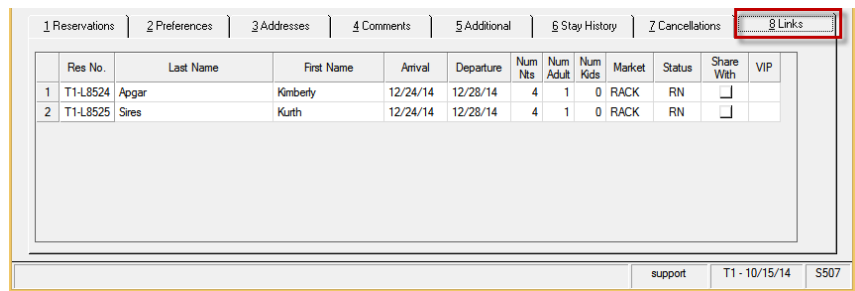 1 Reservations 2 Preferences 3 Addresses 4 Comments 5 Additional 6 Stay History 7 Cancellations 8 Links
Res No. Last Name First Name Arrival Departure Num Nts Num Adult Num Kids Market Status Share With VIP
1 T1-L8524 Apgar Kimberly 12/24/14 12/28/14 4 1 0 RACK RN
2 T1-L8525 Sires Kurth 12/24/14 12/28/14 4 1 0 RACK RN
support T1 - 10/15/14 S507